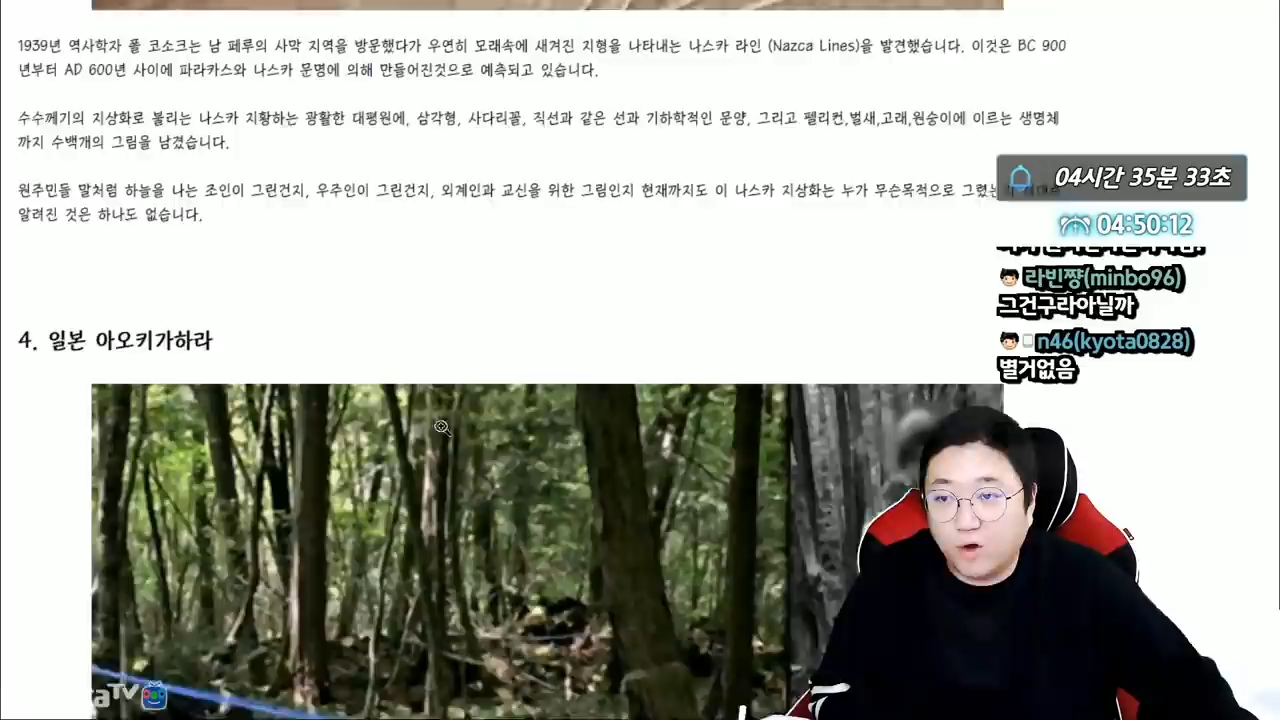 1939년 역사학자 폴 코소크는 남 페루의 사막 지역을 방문했다가 우연히 모래속에 새겨진 지형을 나타내는 나스카 라인 (Nazca Lines)을 발견했습니다. 이것은 BC 900
년부터 AD 600년 사이에 파라카스와 나스카 문명에 의해 만들어진것으로 예측되고 있습니다.
수수께기의 지상화로 불리는 나스카 지황하는 광활한 대평원에, 삼각형, 사다리꼴, 직선과 같은 선과 기하학적인 문양, 그리고 펠리컨,벌새,고래,원숭이에 이르는 생명체
까지 수백개의 그림을 남겼습니다.
원주민들 말처럼 하늘을 나는 조인이 그린건지, 우주인이 그린건지, 외계인과 교신을 위한 그림인지 현재까지도 이 나스카 지상화는 누가 무슨목적으로
알려진 것은 하나도 없습니다.
04시간 35분 33초
04:50:12
라빈쨩(minbo96)
그건구라아닐까
n46(kyota0828)
별거없음
4. 일본 아오키가하라
aTV